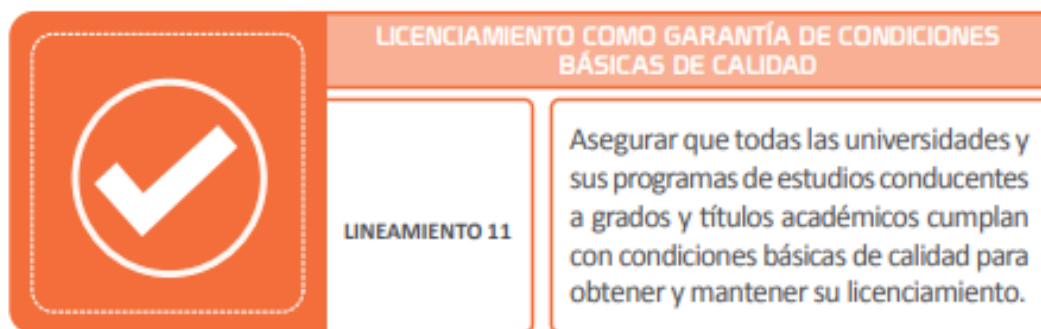 LICENCIAMIENTO COMO GARANTÍA DE CONDICIONES
BÁSICAS DE CALIDAD
LINEAMIENTO 11
Asegurar que todas las universidades y
sus programas de estudios conducentes
a grados y títulos académicos cumplan
con condiciones básicas de calidad para
obtener y mantener su licenciamiento.